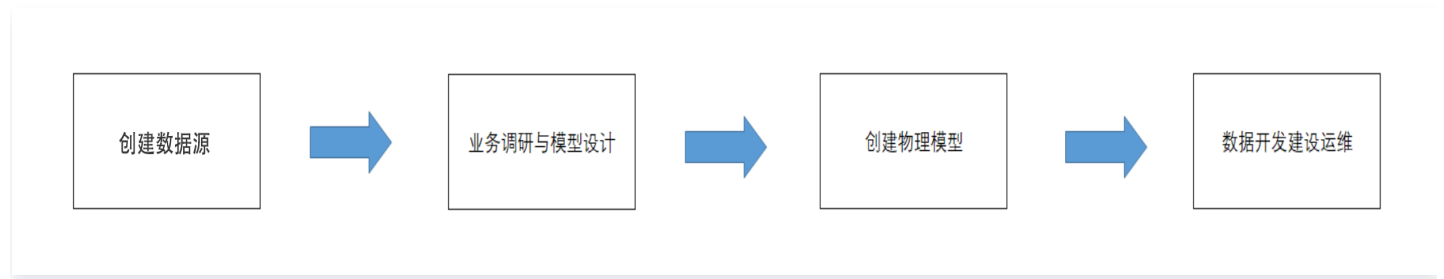 创建数据源
业务调研与模型设计
创建物理模型
数据开发建设运维